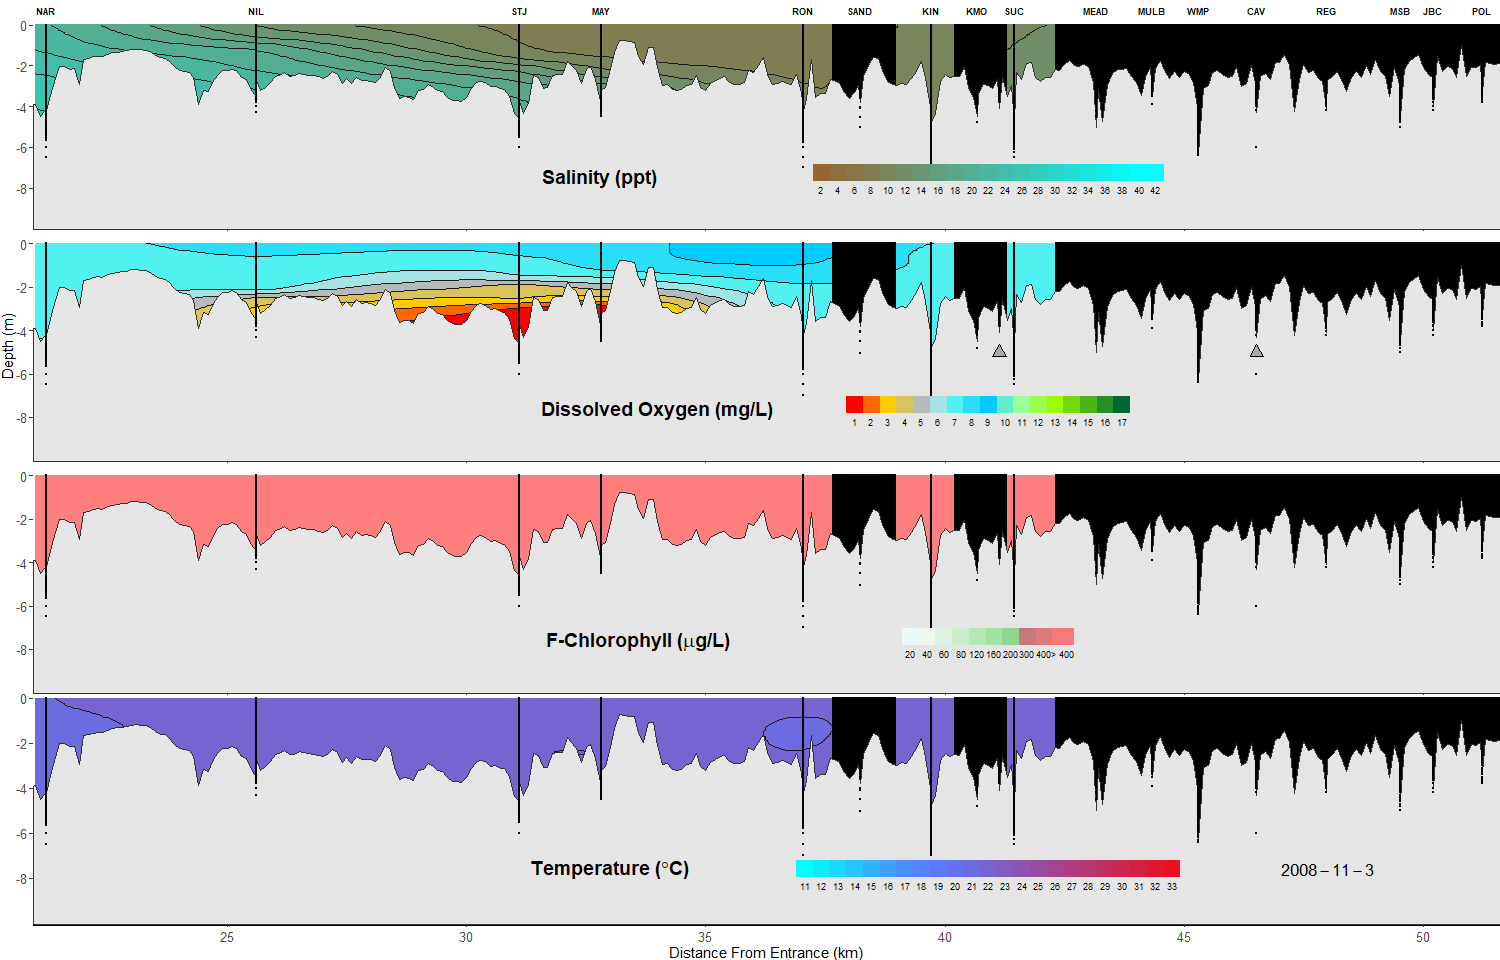 NAR NIL STJ MAY RON SAND KIN KMO SUC MEAD MULB WMP CAV REG MSB JBC POL
0
-2
-4
-6
-8
Salinity (ppt)
2 4 6 8 10 12 14 16 18 20 22 24 26 28 30 32 34 36 38 40 42
0
-2
-4
-6
-8
Depth (m)
Dissolved Oxygen (mg/L)
1 2 3 4 5 6 7 8 9 10 11 12 13 14 15 16 17
0
-2
-4
-6
-8
F-Chlorophyll (μg/L)
20 40 60 80 120 160 200 300 400> 400
0
-2
-4
-6
-8
Temperature (°C)
11 12 13 14 15 16 17 18 19 20 21 22 23 24 25 26 27 28 29 30 31 32 33
2008 – 11 – 3
25 30 35 40 45 50
Distance From Entrance (km)